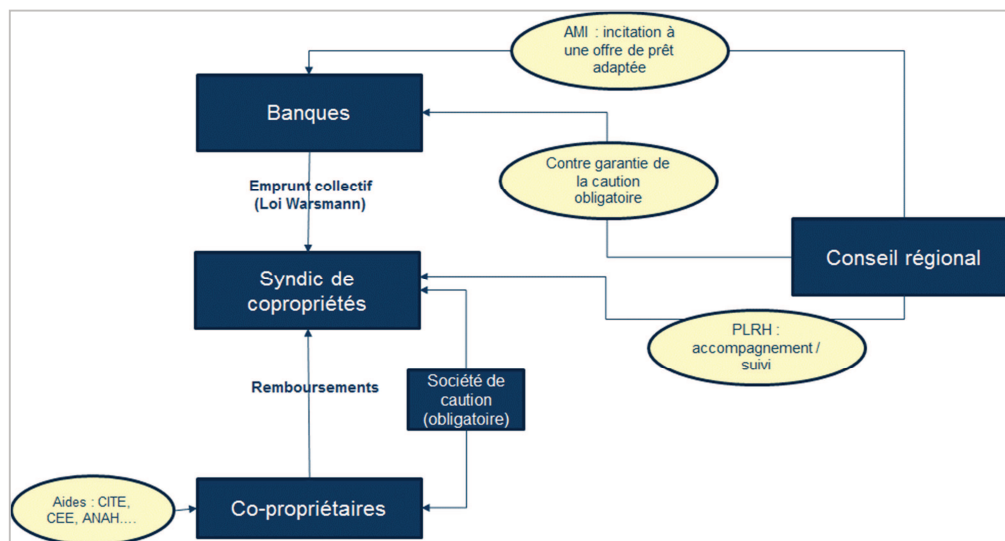 AMI : incitation à
une offre de prêt
adaptée
Banques
Contre garantie de
la caution
obligatoire
Emprunt collectif
(Loi Warsmann)
Conseil régional
Syndic de
copropriétés
PLRH :
accompagnement /
suivi
Remboursements
Société de
caution
(obligatoire)
Aides : CITE,
CEE, ANAH....
Co-propriétaires